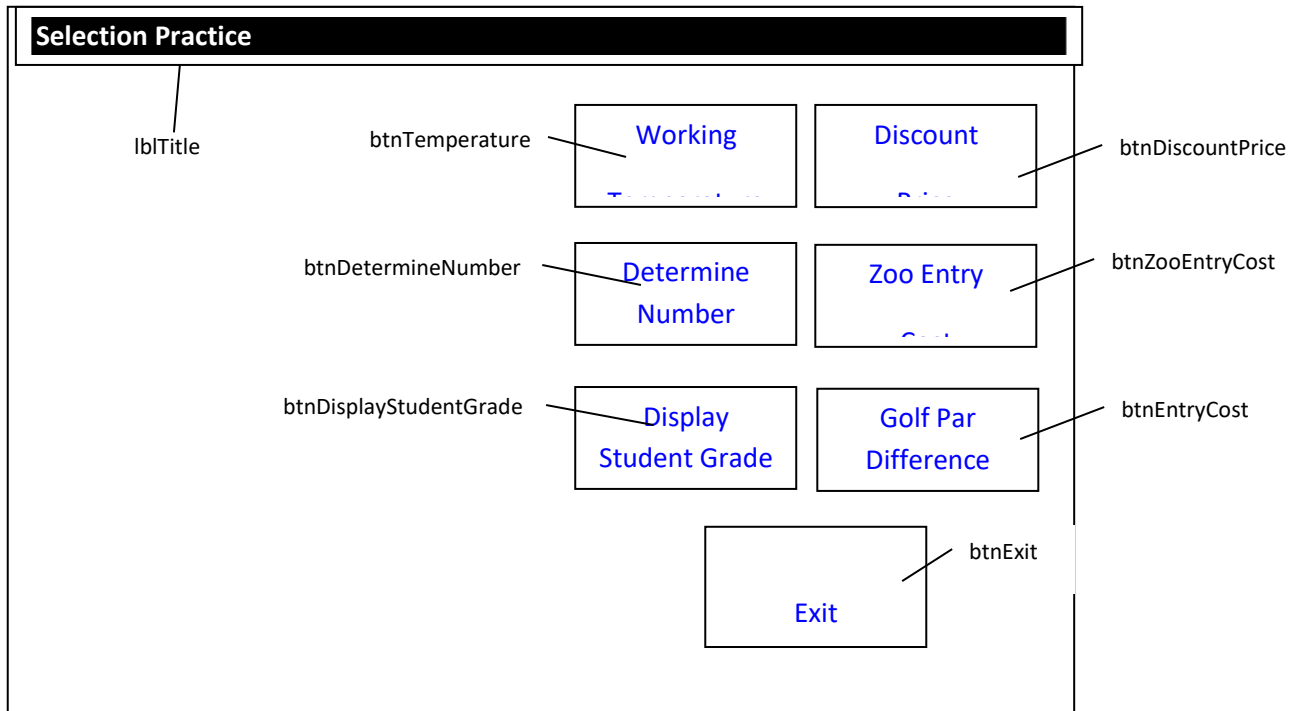 Selection Practice
lblTitle
btnTemperature
Working
Discount
btnDiscountPrice
btnDetermineNumber
Determine
Number
Zoo Entry
btnZooEntryCost
btnDisplayStudentGrade
Display
Student Grade
Golf Par
Difference
btnEntryCost
btnExit
Exit